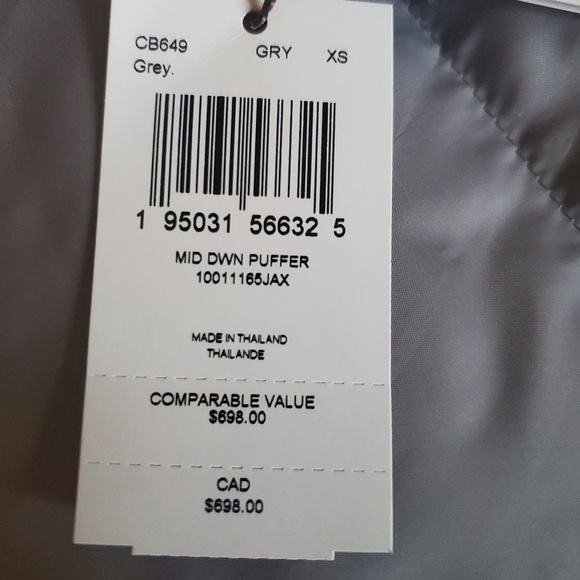 CB649 GRY XS
Grey.
1 95031 56632 5
MID DWN PUFFER
10011165JAX
MADE IN THAILAND
THAILANDE
COMPARABLE VALUE
$698.00
CAD
$698.00